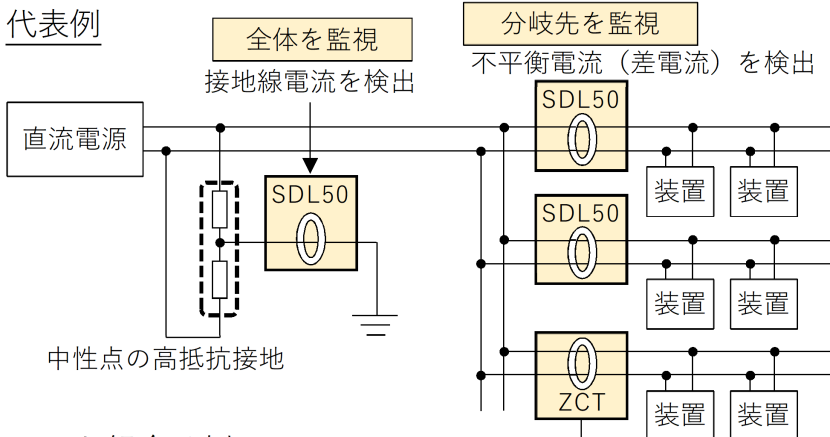 代表例
全体を監視
接地線電流を検出
分岐先を監視
不平衡電流（差電流）を検出
直流電源
SDL50
中性点の高抵抗接地
SDL50
装置
装置
SDL50
装置
装置
ZCT
装置
装置